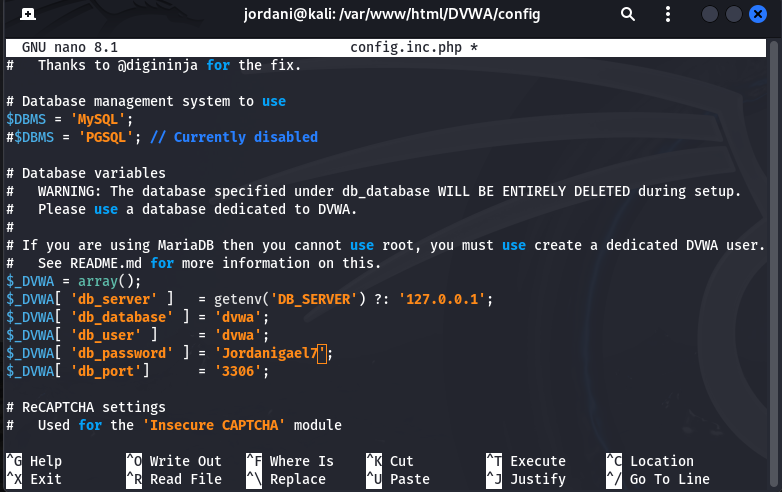 jordani@kali: /var/www/html/DVWA/config
GNU nano 8.1 config.inc.php *
#   Thanks to @digininja for the fix.
# Database management system to use
$DBMS = 'MySQL';
#$DBMS = 'PGSQL'; // Currently disabled
# Database variables
#   WARNING: The database specified under db_database WILL BE ENTIRELY DELETED during setup.
#   Please use a database dedicated to DVWA.
#
# If you are using MariaDB then you cannot use root, you must use create a dedicated DVWA user.
#   See README.md for more information on this.
$_DVWA = array();
$_DVWA[ 'db_server' ]   = getenv('DB_SERVER') ?: '127.0.0.1';
$_DVWA[ 'db_database' ] = 'dvwa';
$_DVWA[ 'db_user' ]     = 'dvwa';
$_DVWA[ 'db_password' ] = 'Jordanigael7';
$_DVWA[ 'db_port']      = '3306';
# ReCAPTCHA settings
#   Used for the 'Insecure CAPTCHA' module
^G Help ^O Write Out ^F Where Is ^K Cut ^T Execute ^C Location
^X Exit ^R Read File ^\ Replace ^U Paste ^J Justify ^/ Go To Line